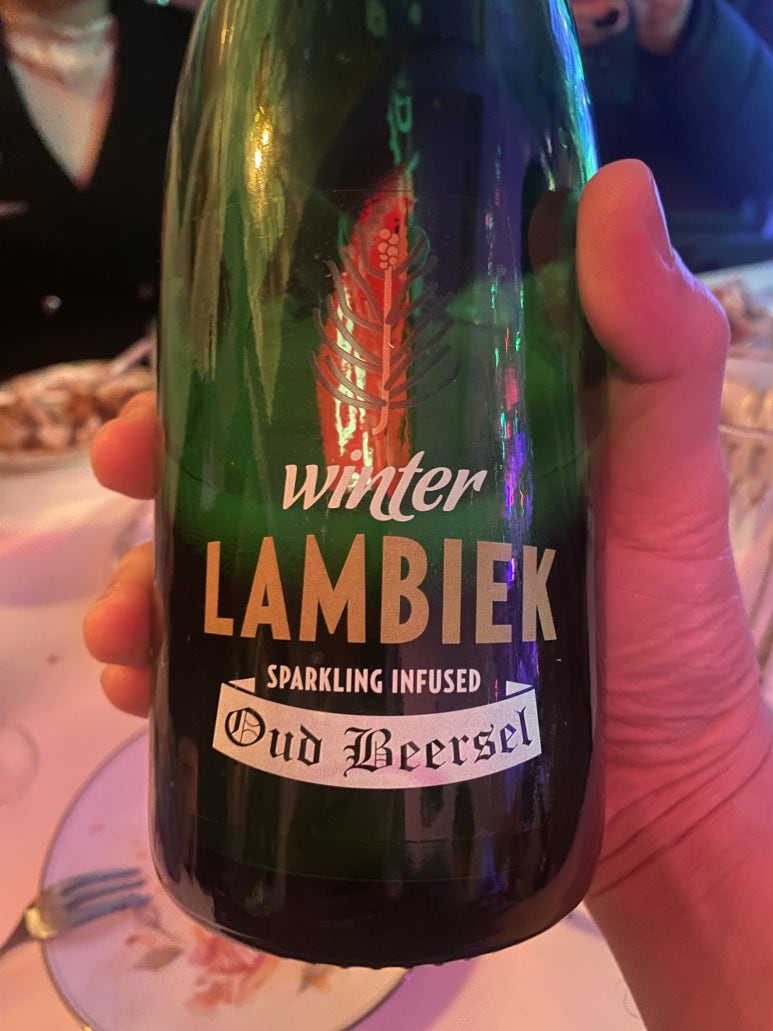 winter
LAMBIEK
SPARKLING INFUSED
Oud Beersel